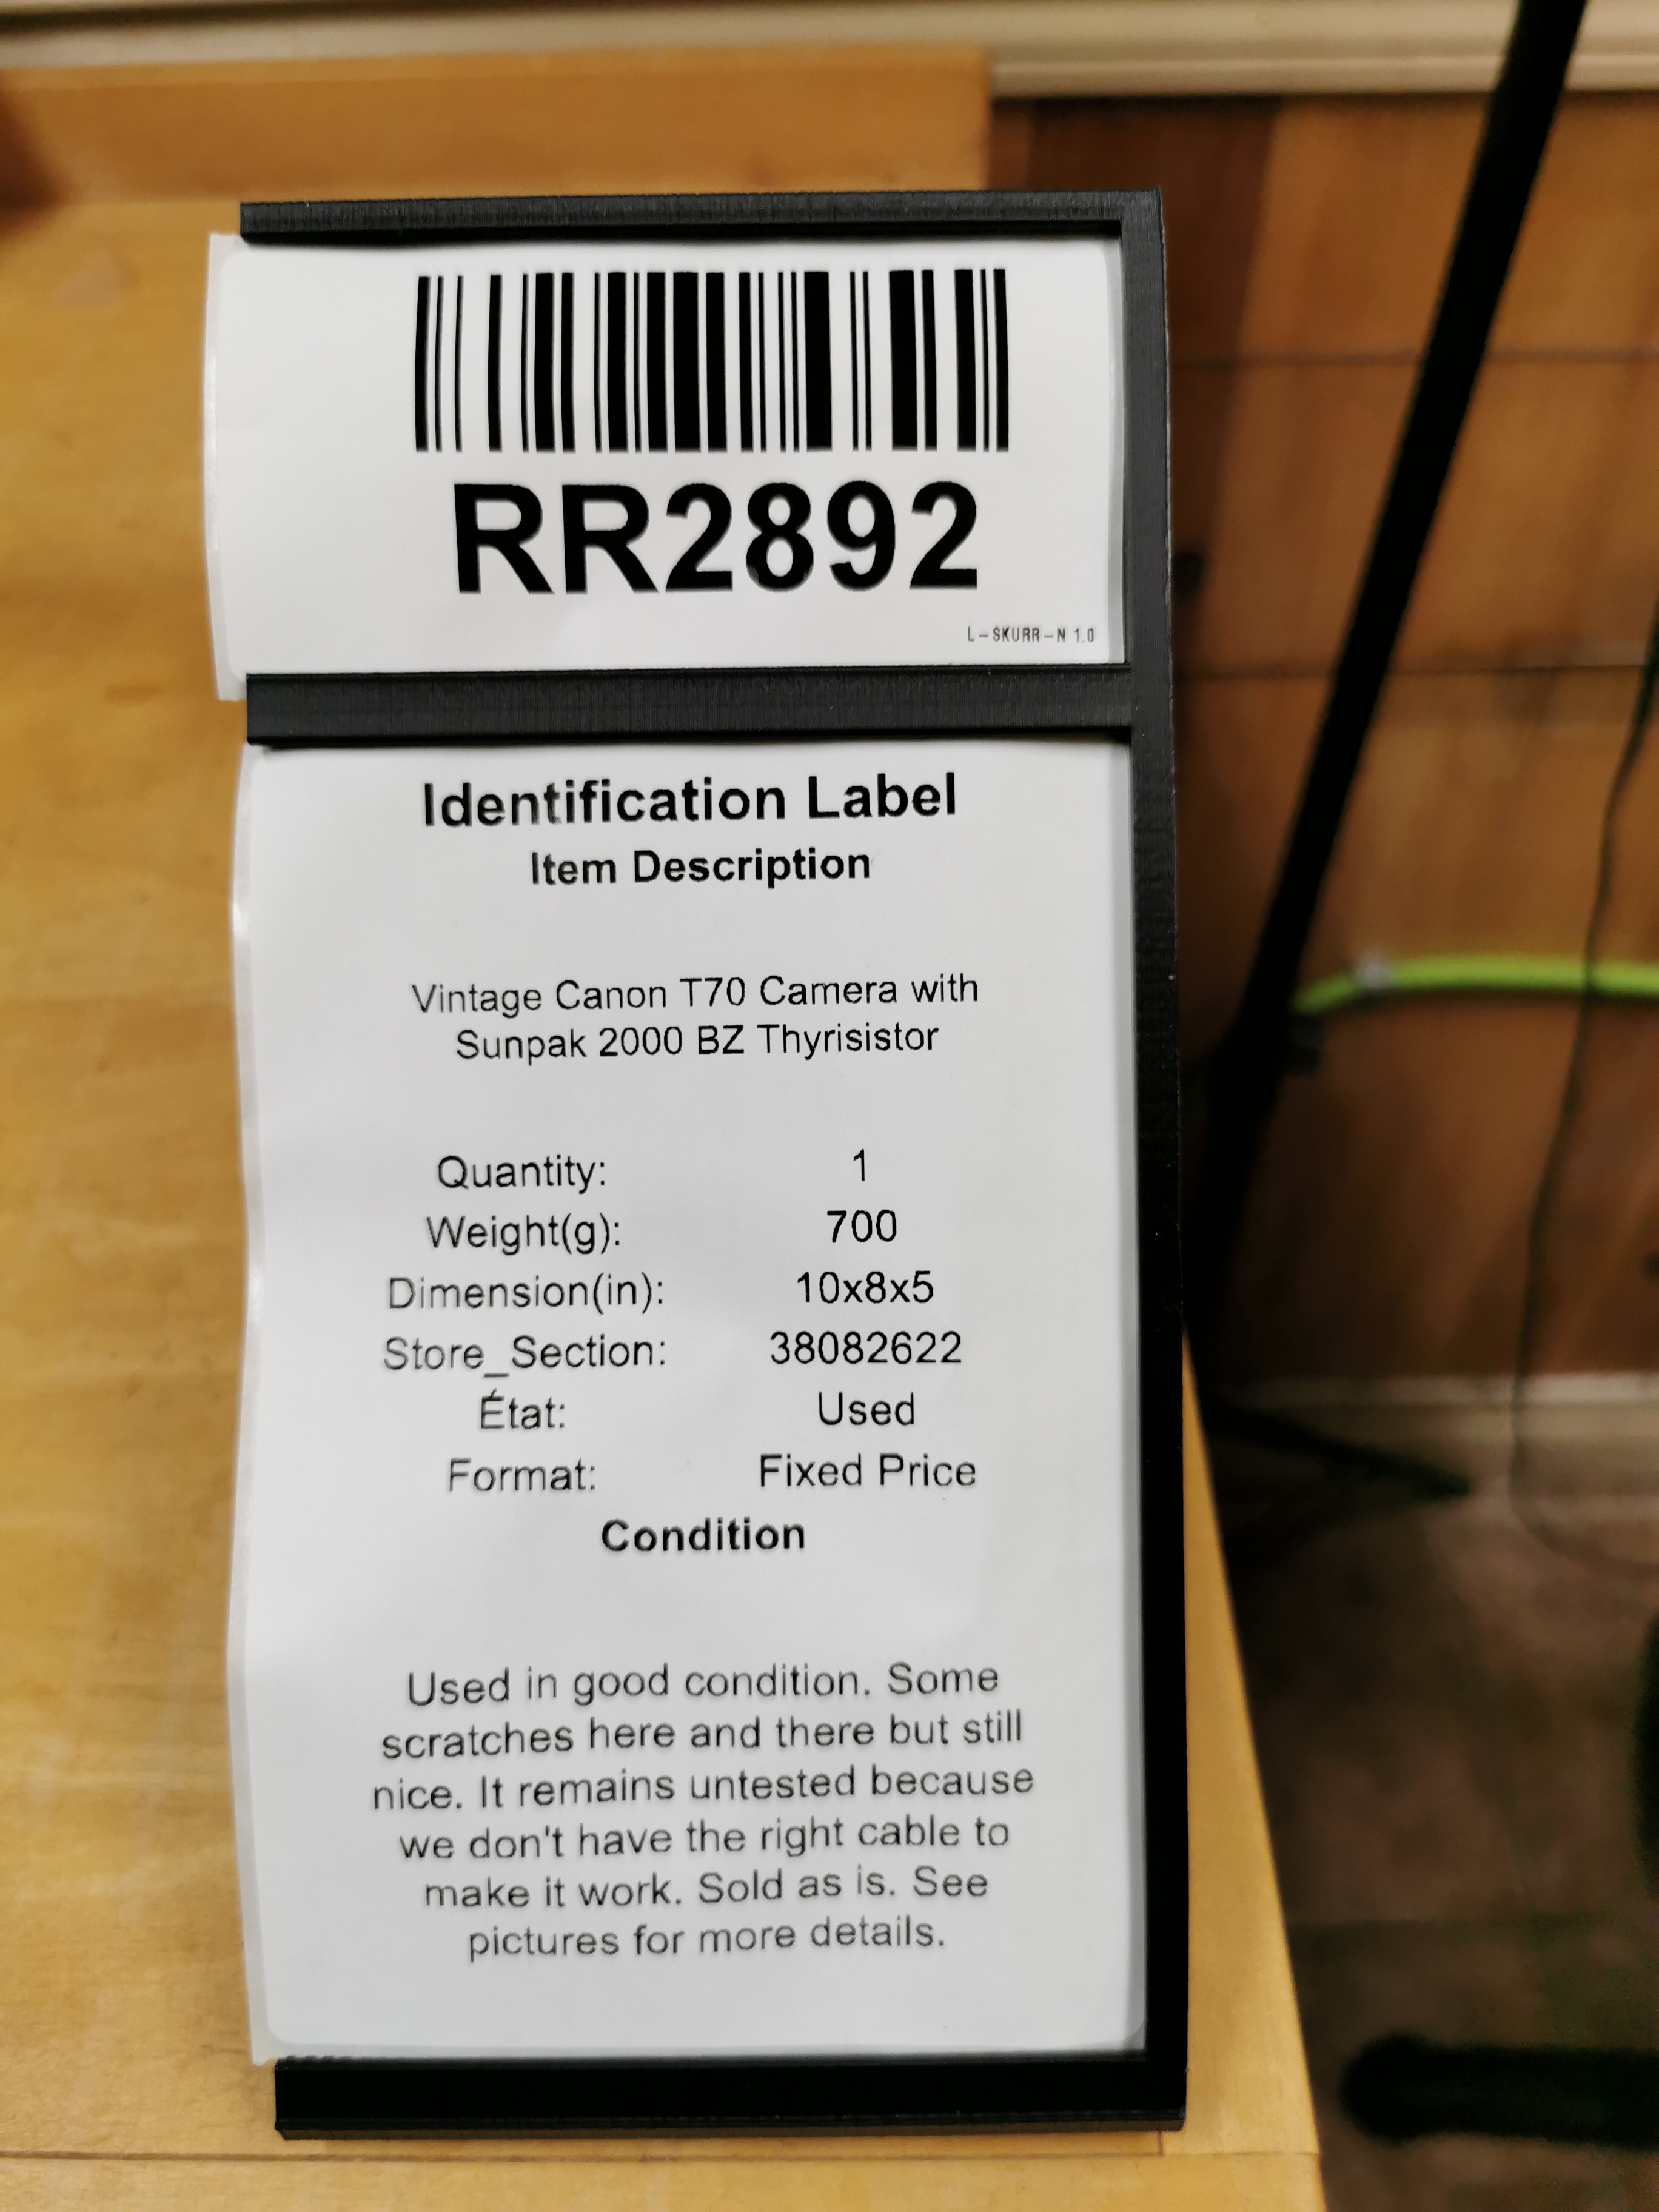 RR2892
L-SKURR-N 1.0
Identification Label
Item Description
Vintage Canon T70 Camera with
Sunpak 2000 BZ Thyrisistor
Quantity: 1
Weight(g): 700
Dimension(in): 10x8x5
Store_Section: 38082622
État: Used
Format: Fixed Price
Condition
Used in good condition. Some
scratches here and there but still
nice. It remains untested because
we don't have the right cable to
make it work. Sold as is. See
pictures for more details.